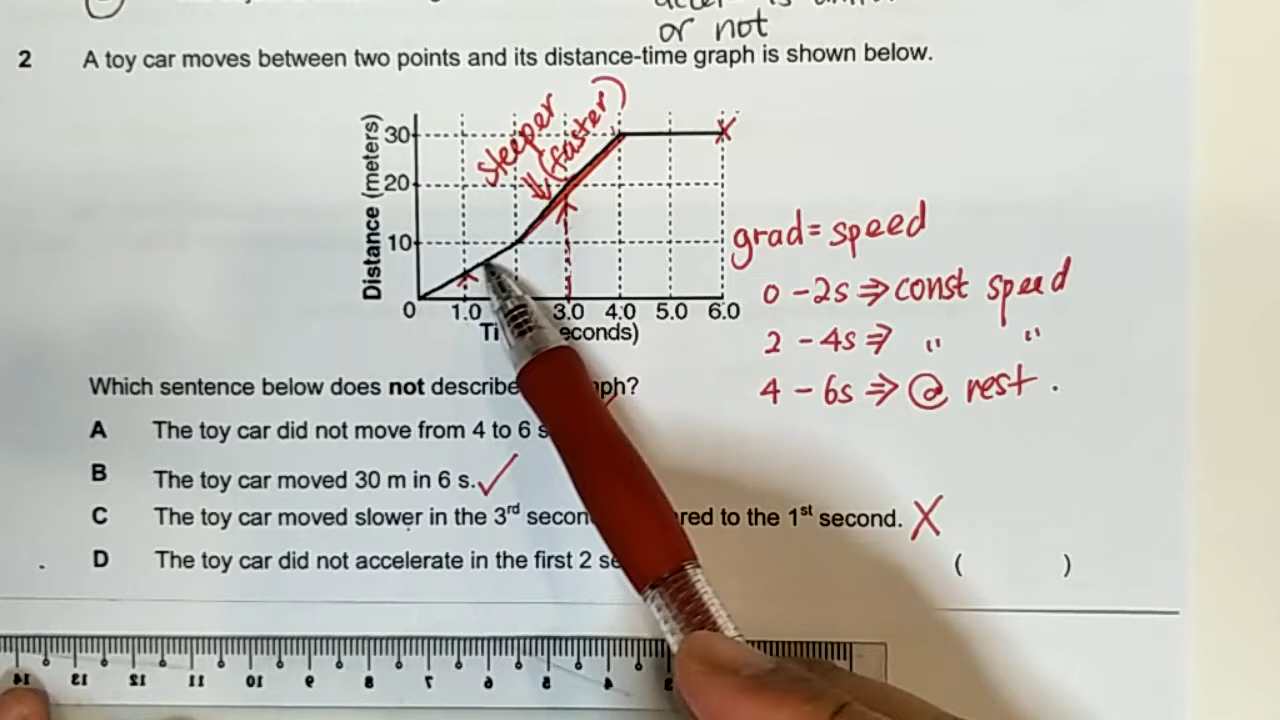 or not
2 A toy car moves between two points and its distance-time graph is shown below.
Distance (meters)
30
20
10
0 1.0 3.0 4.0 5.0 6.0
Ti econds)
steeper
(faster)
grad = speed
0 - 2s ⇒ const speed
2 - 4s ⇒ " "
4 - 6s ⇒ @ rest.
Which sentence below does not describe ph?
A The toy car did not move from 4 to 6 s
B The toy car moved 30 m in 6 s. ✓
C The toy car moved slower in the 3rd secon red to the 1st second. X
D The toy car did not accelerate in the first 2 se
( )
14 13 12 11 10 9 8 7 6 5 4 3